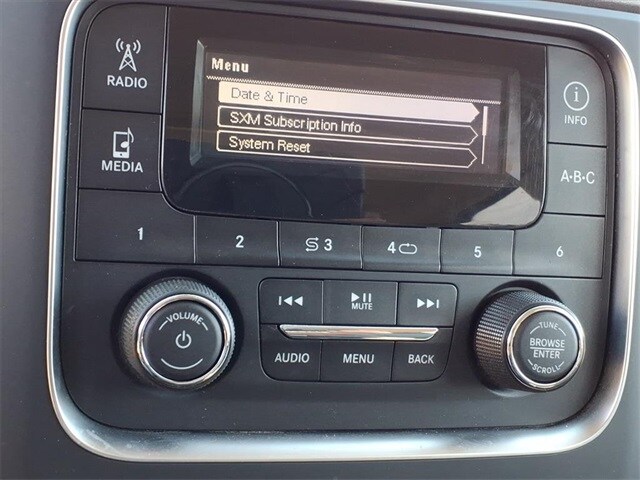 Menu
Date & Time
SXM Subscription Info
System Reset
RADIO
MEDIA
INFO
A·B·C
1
2
3
4
5
6
VOLUME
MUTE
AUDIO
MENU
BACK
TUNE
BROWSE
ENTER
SCROLL